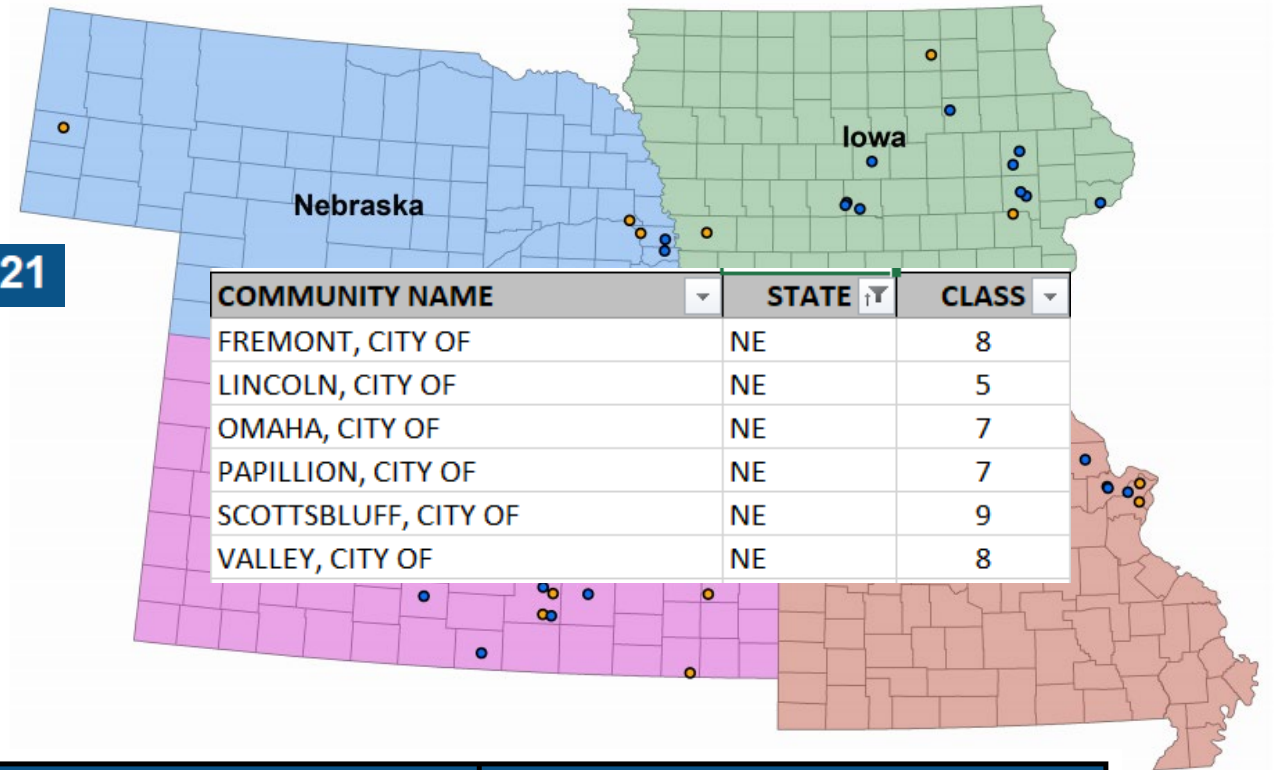 Iowa
Nebraska
21
COMMUNITY NAME STATE CLASS
FREMONT, CITY OF NE 8
LINCOLN, CITY OF NE 5
OMAHA, CITY OF NE 7
PAPILLION, CITY OF NE 7
SCOTTSBLUFF, CITY OF NE 9
VALLEY, CITY OF NE 8